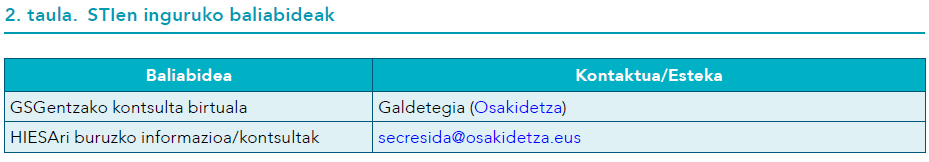 2. taula. STIen inguruko baliabideak
Baliabidea Kontaktua/Esteka
GSGentzako kontsulta birtuala Galdetegia (Osakidetza)
HIESAri buruzko informazioa/kontsultak secresida@osakidetza.eus